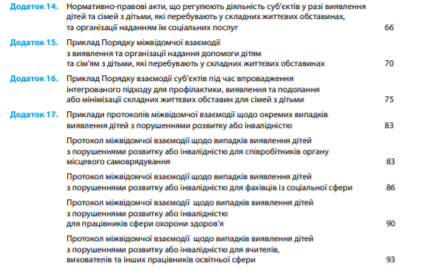 Додаток 14. Нормативно-правові акти, що регулюють діяльність суб'єктів у разі виявлення
дітей та сімей з дітьми, які перебувають у складних життєвих обставинах,
та організації наданням їм соціальних послуг 66
Додаток 15. Приклад Порядку міжвідомчої взаємодії
з виявлення та організації надання допомоги дітям
та сім'ям з дітьми, які перебувають у складних життєвих обставинах 70
Додаток 16. Приклад Порядку взаємодії суб'єктів під час впровадження
інтегрованого підходу для профілактики, виявлення та подолання
або мінімізації складних життєвих обставин для сімей з дітьми 75
Додаток 17. Приклади протоколів міжвідомчої взаємодії щодо окремих випадків
виявлення дітей з порушеннями розвитку або інвалідністю 83
Протокол міжвідомчої взаємодії щодо випадків виявлення дітей
з порушеннями розвитку або інвалідністю для співробітників органу
місцевого самоврядування 83
Протокол міжвідомчої взаємодії щодо випадків виявлення дітей
з порушеннями розвитку або інвалідністю для фахівців із соціальної сфери 86
Протокол міжвідомчої взаємодії щодо випадків виявлення дітей
з порушеннями розвитку або інвалідністю
для працівників сфери охорони здоров'я 90
Протокол міжвідомчої взаємодії щодо випадків виявлення дітей
з порушеннями розвитку або інвалідністю для вчителів,
вихователів та інших працівників освітньої сфери 93